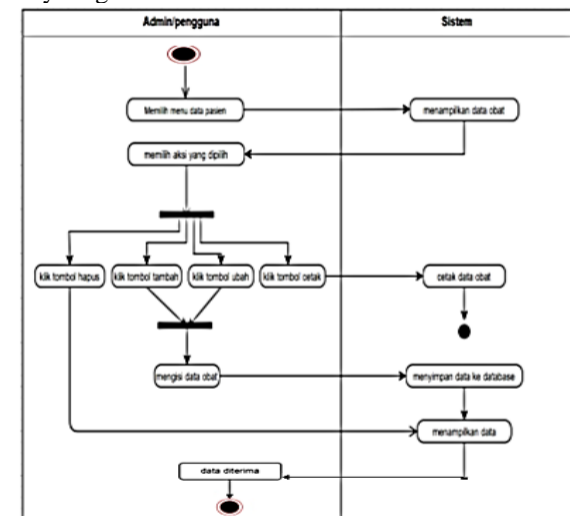 Admin/pengguna
Sistem
Memilih menu data pasien
menampilkan data obat
memilih aksi yang dipilih
klik tombol hapus
klik tombol tambah
klik tombol ubah
klik tombol cetak
cetak data obat
mengisi data obat
menyimpan data ke database
menampilkan data
data diterima